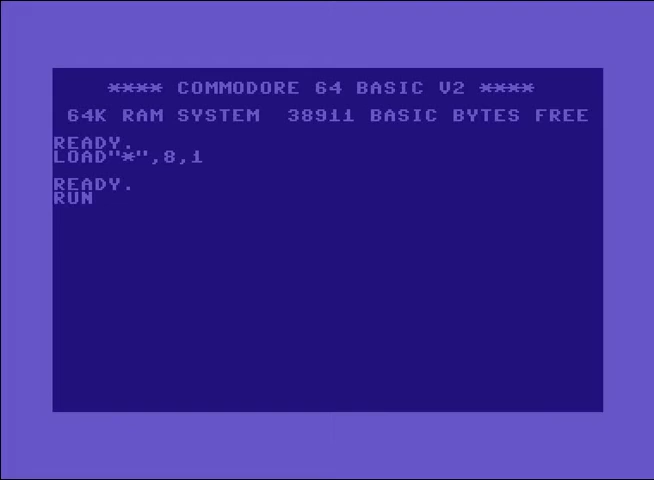 **** COMMODORE 64 BASIC V2 ****
64K RAM SYSTEM  38911 BASIC BYTES FREE
READY.
LOAD"*",8,1
READY.
RUN